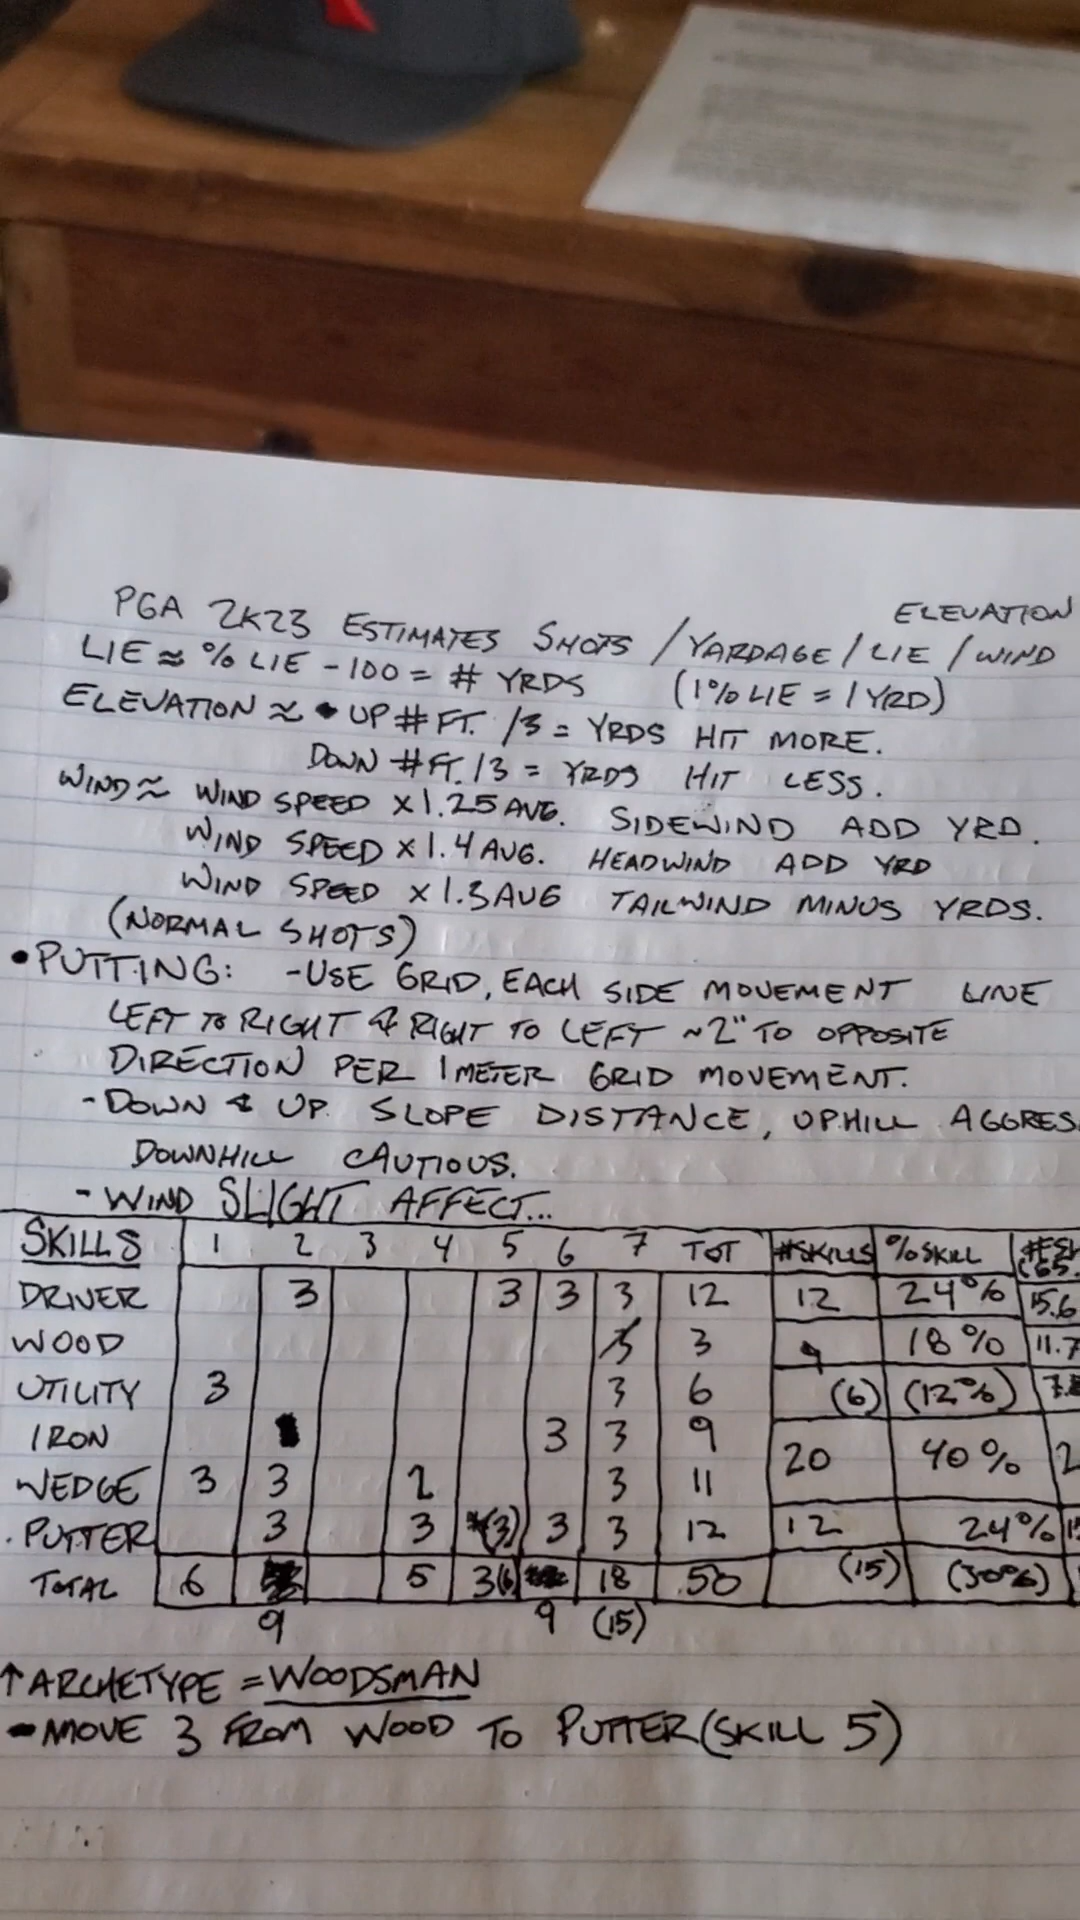 ELEVATION
PGA 2K23 ESTIMATES SHOTS / YARDAGE / LIE / WIND
LIE ≈ % LIE - 100 = # YRDS (1% LIE = 1 YRD)
ELEVATION ≈ UP # FT. /3 = YRDS HIT MORE.
DOWN # FT. /3 = YRDS HIT LESS.
WIND ≈ WIND SPEED X 1.25 AVG. SIDEWIND ADD YRD.
WIND SPEED X 1.4 AVG. HEADWIND ADD YRD
WIND SPEED X 1.3 AVG TAILWIND MINUS YRDS.
(NORMAL SHOTS)
• PUTTING: - USE GRID, EACH SIDE MOVEMENT LINE
LEFT TO RIGHT & RIGHT TO LEFT ~2" TO OPPOSITE
DIRECTION PER 1 METER GRID MOVEMENT.
- DOWN & UP SLOPE DISTANCE, UPHILL AGGRES
DOWNHILL CAUTIOUS.
- WIND SLIGHT AFFECT...
SKILLS 1 2 3 4 5 6 7 TOT #SKILLS % SKILL
DRIVER 3 3 3 3 12 12 24% 15.6
WOOD 3 9 18% 11.7
UTILITY 3 3 6 (6) (12%)
IRON 3 3 9
WEDGE 3 3 2 3 11 20 40% 2
PUTTER 3 3 (3) 3 3 12 12 24%
TOTAL 6 5 3(6) 18 50 (15) (30%)
9 9 (15)
↑ ARCHETYPE = WOODSMAN
- MOVE 3 FROM WOOD TO PUTTER (SKILL 5)